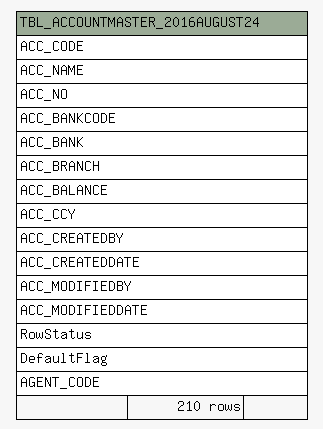 TBL_ACCOUNTMASTER_2016AUGUST24
ACC_CODE
ACC_NAME
ACC_NO
ACC_BANKCODE
ACC_BANK
ACC_BRANCH
ACC_BALANCE
ACC_CCY
ACC_CREATEDBY
ACC_CREATEDDATE
ACC_MODIFIEDBY
ACC_MODIFIEDDATE
RowStatus
DefaultFlag
AGENT_CODE
210 rows